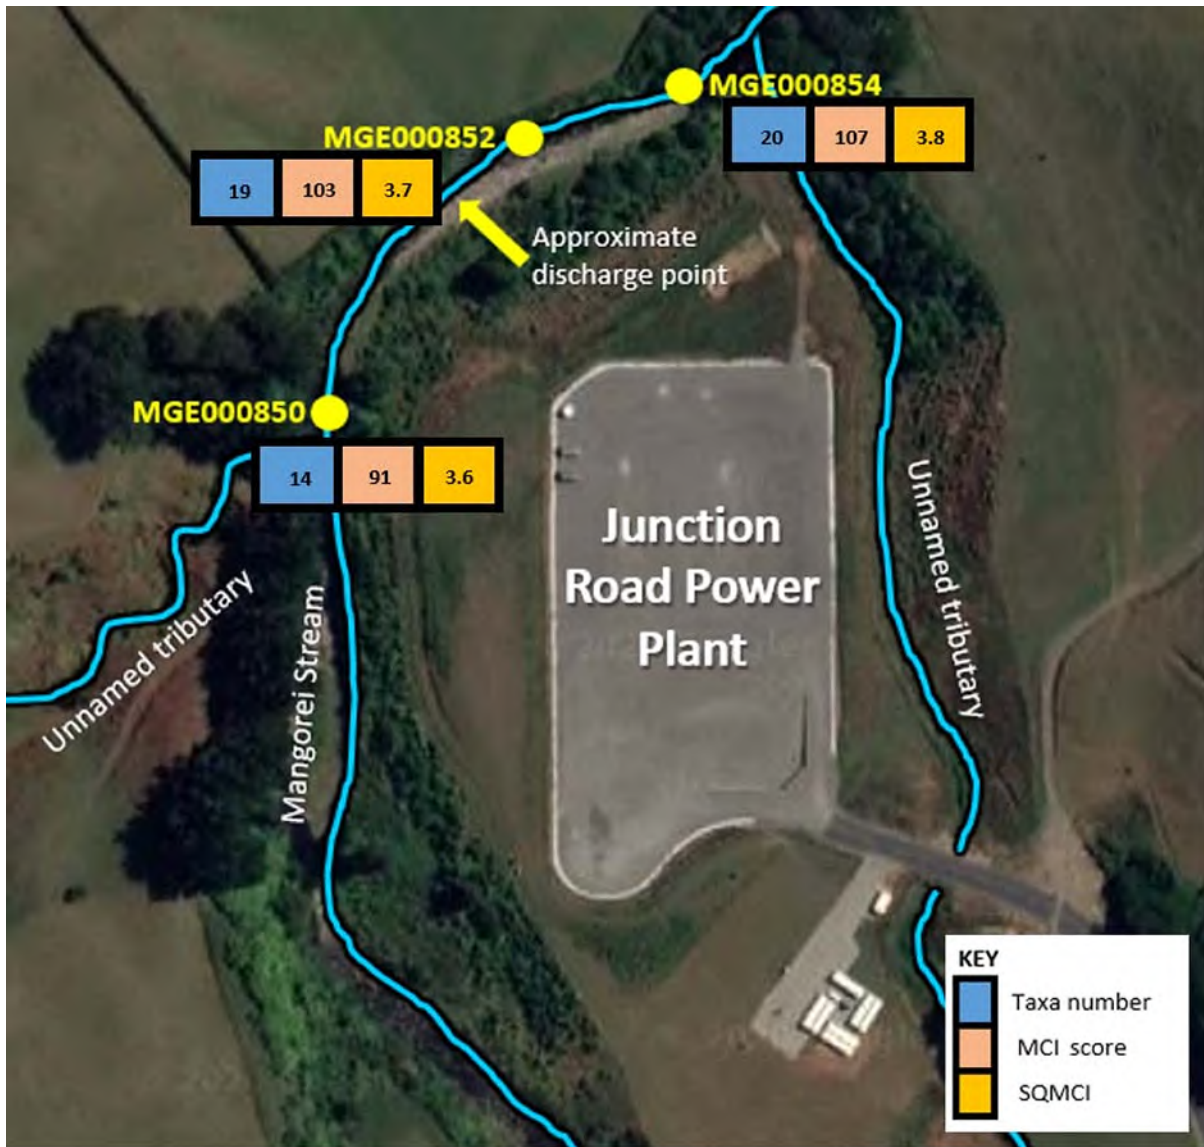 MGE000854
20 107 3.8
MGE000852
19 103 3.7
Approximate
discharge point
MGE000850
14 91 3.6
Junction
Road Power
Plant
Unnamed tributary
Mangorei Stream
Unnamed tributary
KEY
Taxa number
MCI score
SQMCI